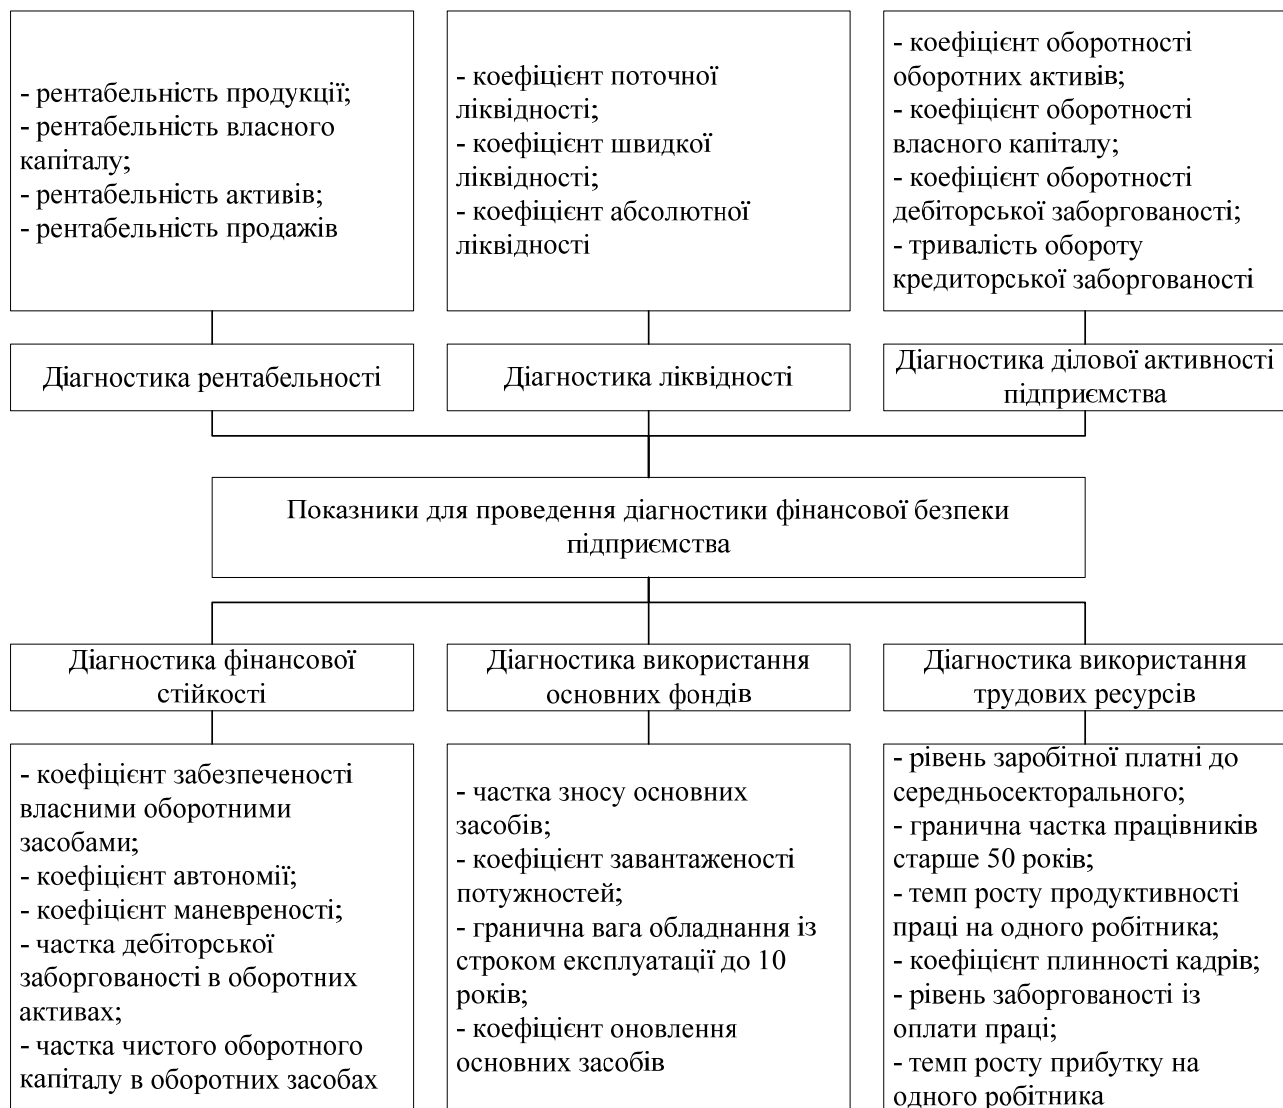 - рентабельність продукції;
- рентабельність власного
капіталу;
- рентабельність активів;
- рентабельність продажів
- коефіцієнт поточної
ліквідності;
- коефіцієнт швидкої
ліквідності;
- коефіцієнт абсолютної
ліквідності
- коефіцієнт оборотності
оборотних активів;
- коефіцієнт оборотності
власного капіталу;
- коефіцієнт оборотності
дебіторської заборгованості;
- тривалість обороту
кредиторської заборгованості
Діагностика рентабельності
Діагностика ліквідності
Діагностика ділової активності
підприємства
Показники для проведення діагностики фінансової безпеки
підприємства
Діагностика фінансової
стійкості
Діагностика використання
основних фондів
Діагностика використання
трудових ресурсів
- коефіцієнт забезпеченості
власними оборотними
засобами;
- коефіцієнт автономії;
- коефіцієнт маневреності;
- частка дебіторської
заборгованості в оборотних
активах;
- частка чистого оборотного
капіталу в оборотних засобах
- частка зносу основних
засобів;
- коефіцієнт завантаженості
потужностей;
- гранична вага обладнання із
строком експлуатації до 10
років;
- коефіцієнт оновлення
основних засобів
- рівень заробітної платні до
середньосекторального;
- гранична частка працівників
старше 50 років;
- темп росту продуктивності
праці на одного робітника;
- коефіцієнт плинності кадрів;
- рівень заборгованості із
оплати праці;
- темп росту прибутку на
одного робітника